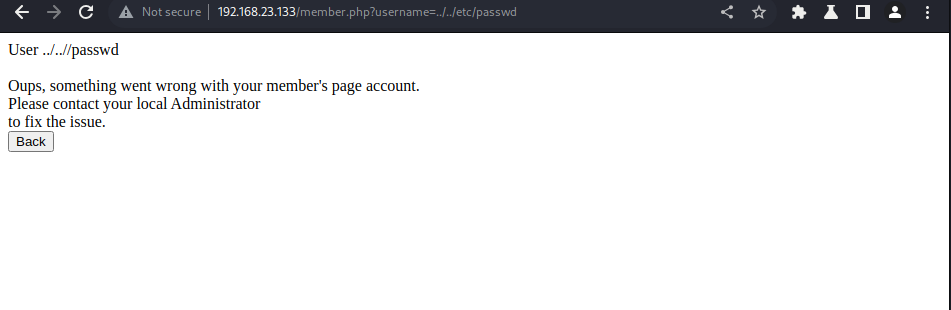 Not secure | 192.168.23.133/member.php?username=../../etc/passwd
User ../..//passwd
Oups, something went wrong with your member's page account.
Please contact your local Administrator
to fix the issue.
Back